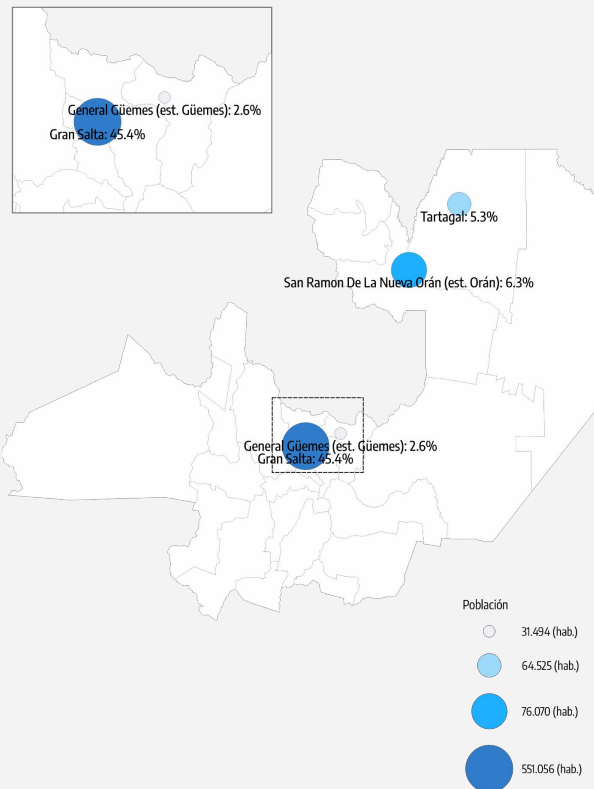 General Güemes (est. Güemes): 2.6%
Gran Salta: 45.4%
Tartagal: 5.3%
San Ramon De La Nueva Orán (est. Orán): 6.3%
General Güemes (est. Güemes): 2.6%
Gran Salta: 45.4%
Población
31.494 (hab.)
64.525 (hab.)
76.070 (hab.)
551.056 (hab.)